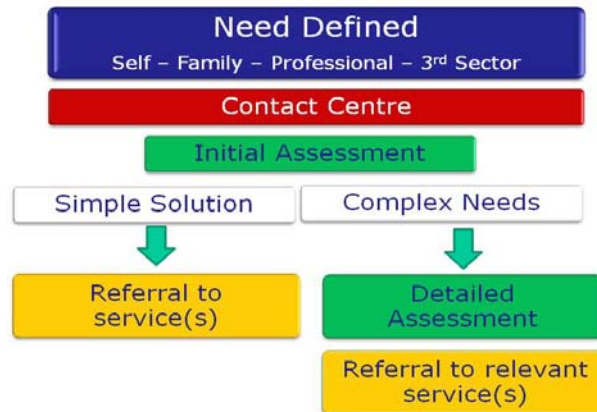 Need Defined
Self – Family – Professional – 3rd Sector
Contact Centre
Initial Assessment
Simple Solution
Complex Needs
Referral to
service(s)
Detailed
Assessment
Referral to relevant
service(s)